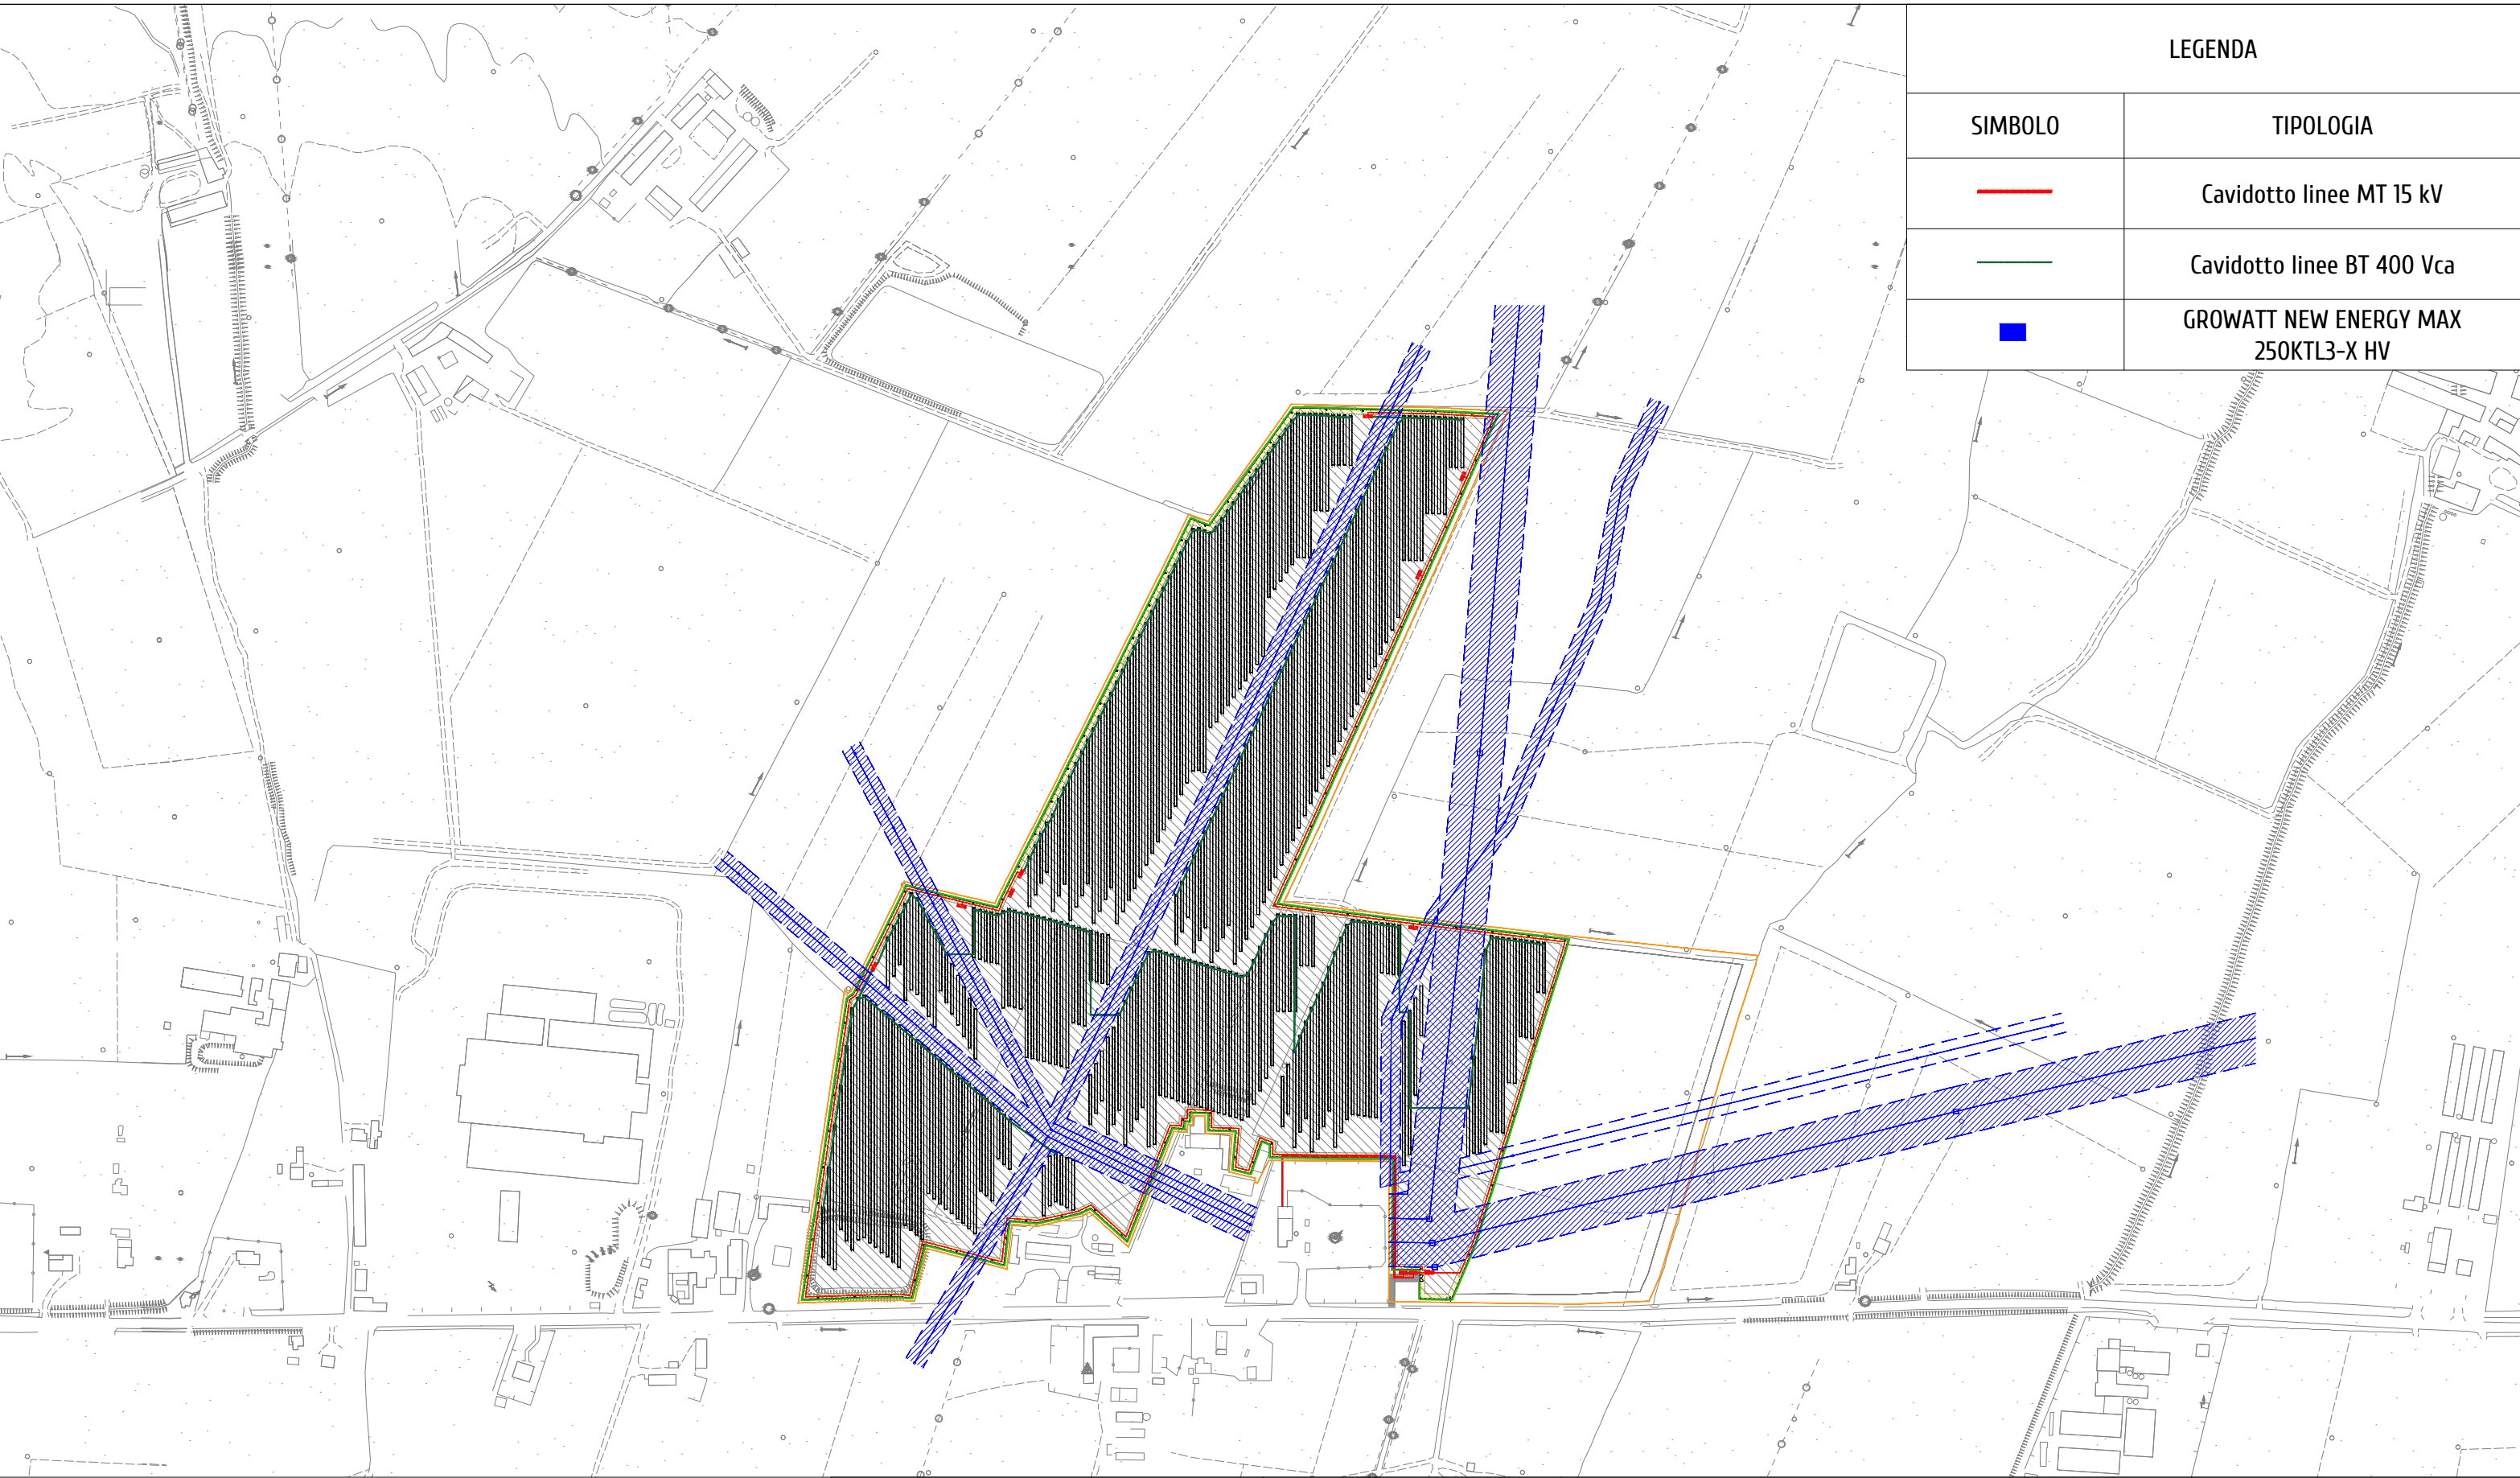 LEGENDA
SIMBOLO
TIPOLOGIA
Cavidotto linee MT 15 kV
Cavidotto linee BT 400 Vca
GROWATT NEW ENERGY MAX
250KTL3-X HV